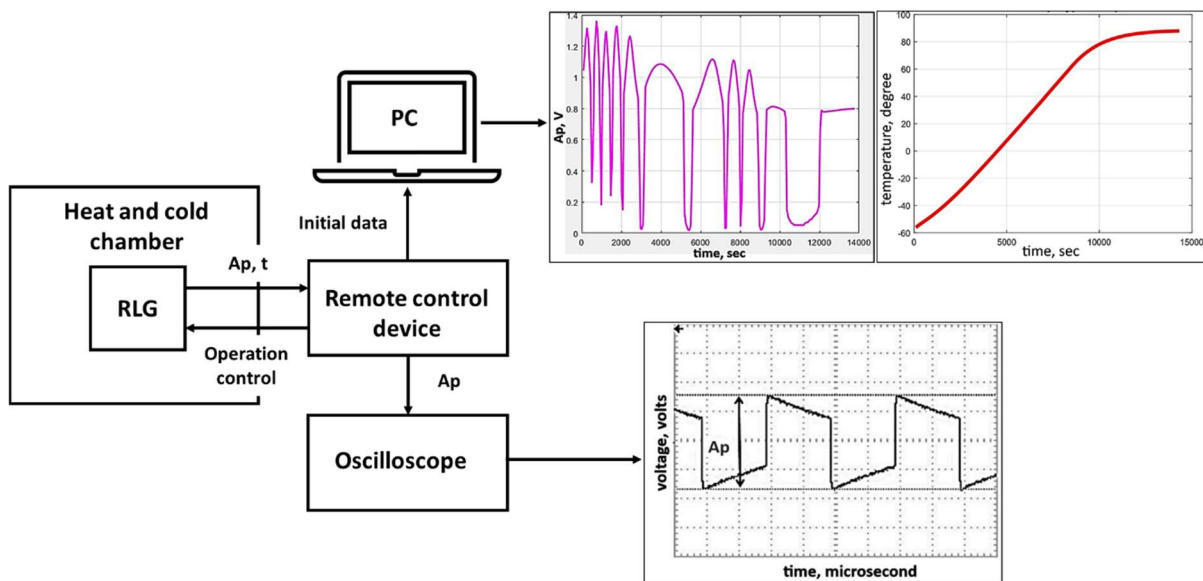 PC
Initial data
Heat and cold
chamber
RLG
Ap, t
Operation
control
Remote control
device
Ap
Oscilloscope
Ap, V
1.4
1.2
1
0.8
0.6
0.4
0.2
0
0
2000
4000
6000
8000
10000
12000
14000
time, sec
temperature, degree
100
80
60
40
20
0
-20
-40
-60
0
5000
10000
15000
time, sec
voltage, volts
Ap
time, microsecond